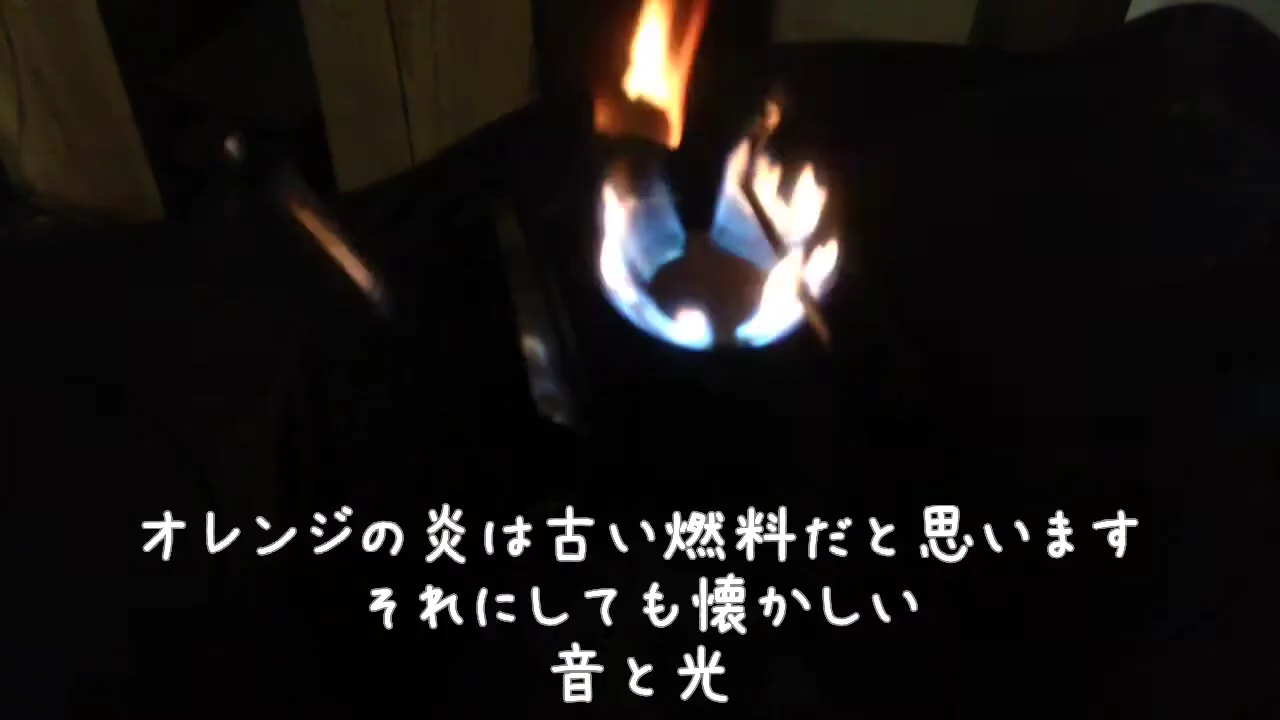 オレンジの炎は古い燃料だと思います
それにしても懐かしい
音と光